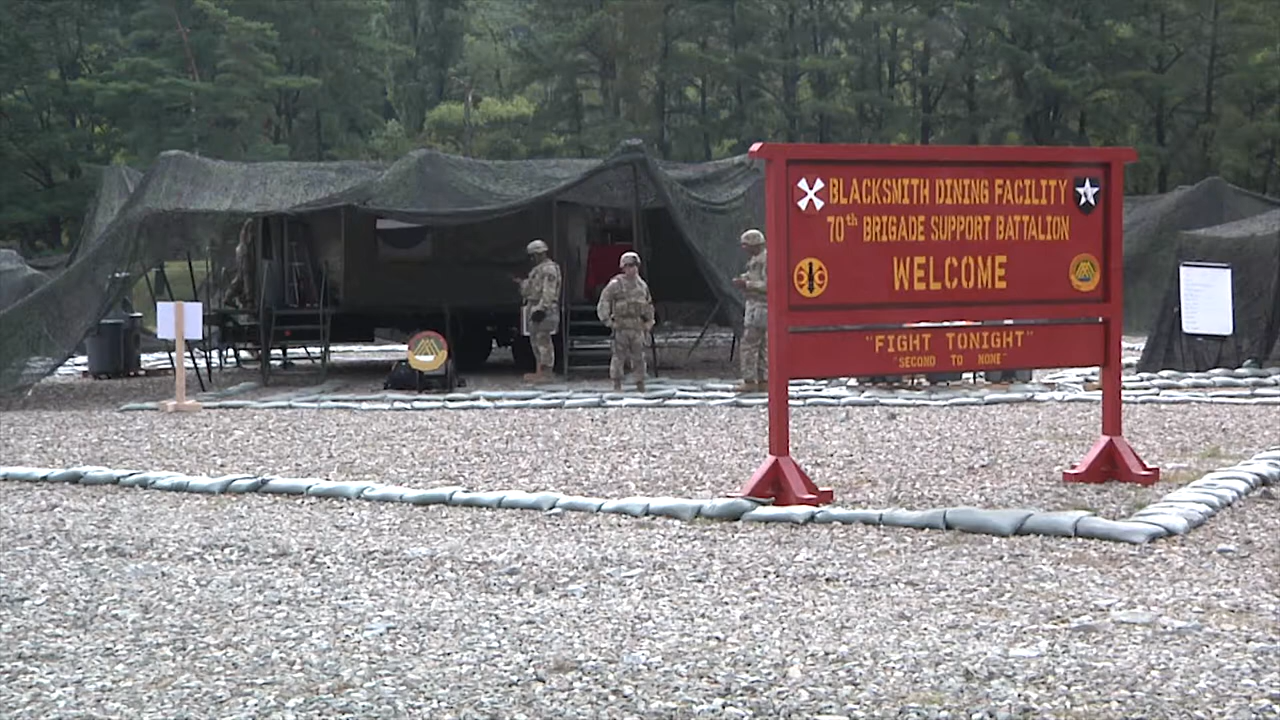 BLACKSMITH DINING FACILITY
70th BRIGADE SUPPORT BATTALION
WELCOME
"FIGHT TONIGHT"
"SECOND TO NONE"